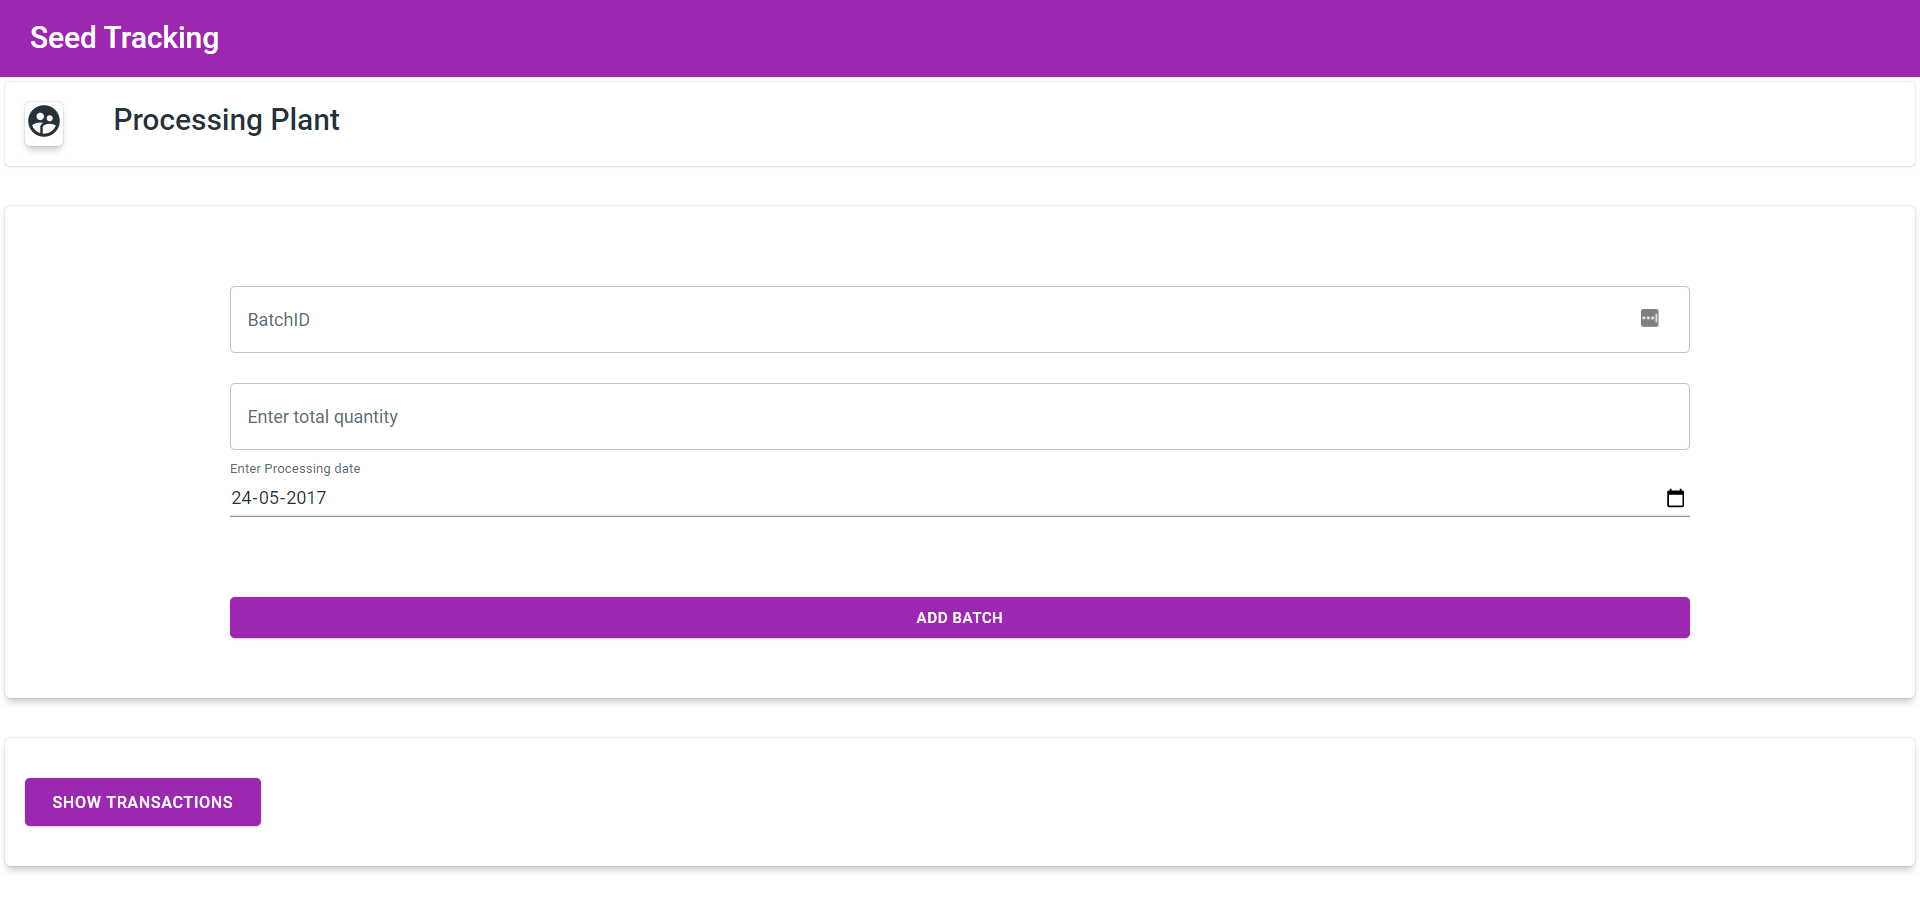 Seed Tracking
Processing Plant
BatchID
Enter total quantity
Enter Processing date
24-05-2017
ADD BATCH
SHOW TRANSACTIONS